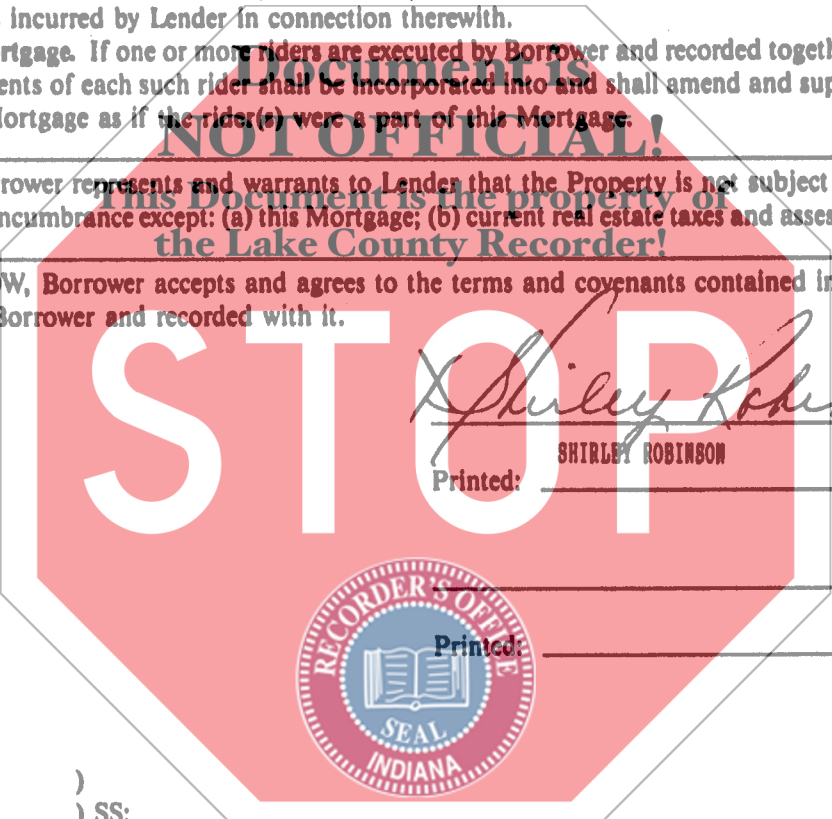 incurred by Lender in connection therewith.
rtgage. If one or more riders are executed by Borrower and recorded togeth
Document is
ents of each such rider shall be incorporated into and shall amend and sup
Mortgage as if the rider(s) were a part of this Mortgage.
NOT OFFICIAL!
rower represents and warrants to Lender that the Property is not subject
This Document is the property of
ncumbrance except: (a) this Mortgage; (b) current real estate taxes and asses
the Lake County Recorder!
OW, Borrower accepts and agrees to the terms and covenants contained in
Borrower and recorded with it.
STOP
X Shirley Robi
SHIRLEY ROBINSON
Printed:
RECORDER'S OFFICE
Printed:
SEAL
INDIANA
)
) SS: